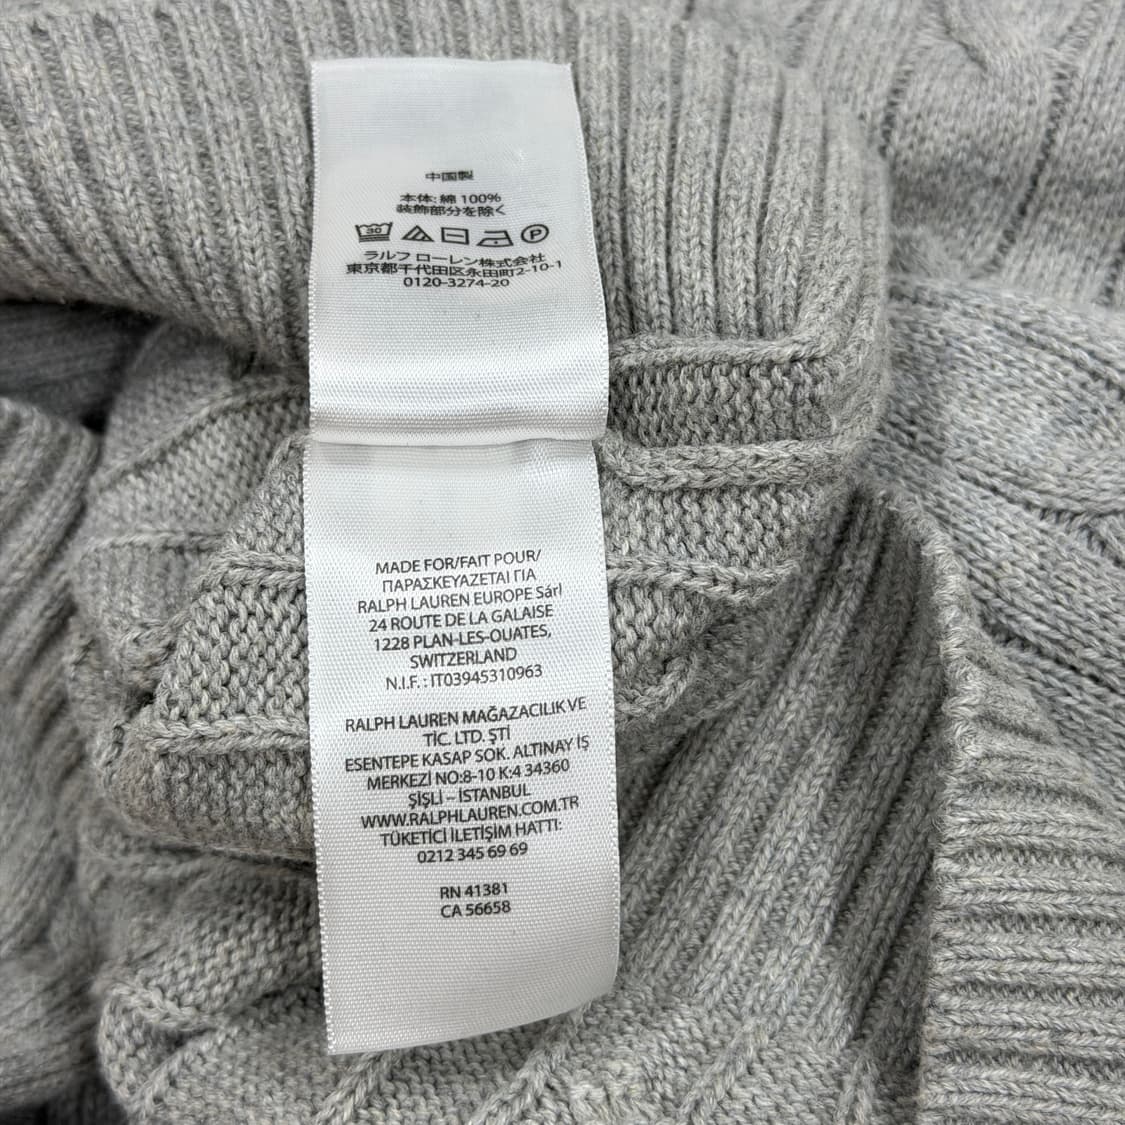 中国製
本体: 綿 100%
装飾部分を除く
30 P
ラルフ ローレン株式会社
東京都千代田区永田町2-10-1
0120-3274-20
MADE FOR/FAIT POUR/
ΠΑΡΑΣΚΕΥΑΖΕΤΑΙ ΓΙΑ
RALPH LAUREN EUROPE Sárl
24 ROUTE DE LA GALAISE
1228 PLAN-LES-OUATES,
SWITZERLAND
N.I.F. : IT03945310963
RALPH LAUREN MAĞAZACILIK VE
TİC. LTD. ŞTİ
ESENTEPE KASAP SOK. ALTINAY İŞ
MERKEZİ NO:8-10 K:4 34360
ŞİŞLİ – İSTANBUL
WWW.RALPHLAUREN.COM.TR
TÜKETİCİ İLETİŞİM HATTI:
0212 345 69 69
RN 41381
CA 56658